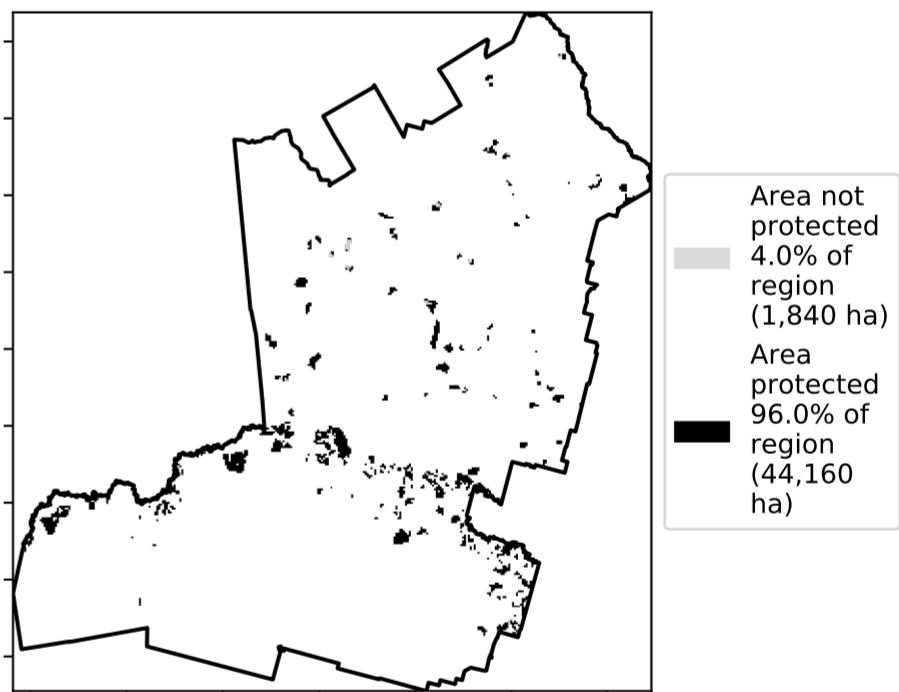 Area not
protected
4.0% of
region
(1,840 ha)
Area
protected
96.0% of
region
(44,160
ha)